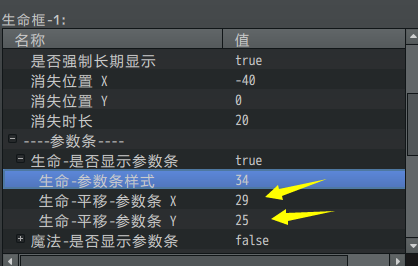 生命框-1:
名称 值
是否强制长期显示 true
消失位置 X -40
消失位置 Y 0
消失时长 20
----参数条----
生命-是否显示参数条 true
生命-参数条样式 34
生命-平移-参数条 X 29
生命-平移-参数条 Y 25
魔法-是否显示参数条 false